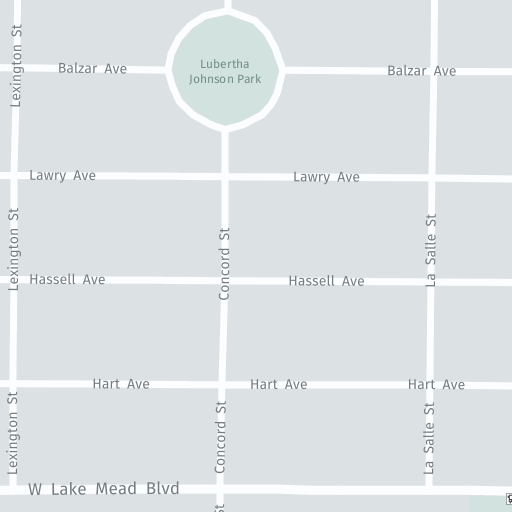 Lexington St
Lubertha
Johnson Park
Balzar Ave
Balzar Ave
Lawry Ave
Lawry Ave
Lexington St
Concord St
La Salle St
Hassell Ave
Hassell Ave
Hart Ave
Hart Ave
Hart Ave
Lexington St
Concord St
La Salle St
W Lake Mead Blvd
St